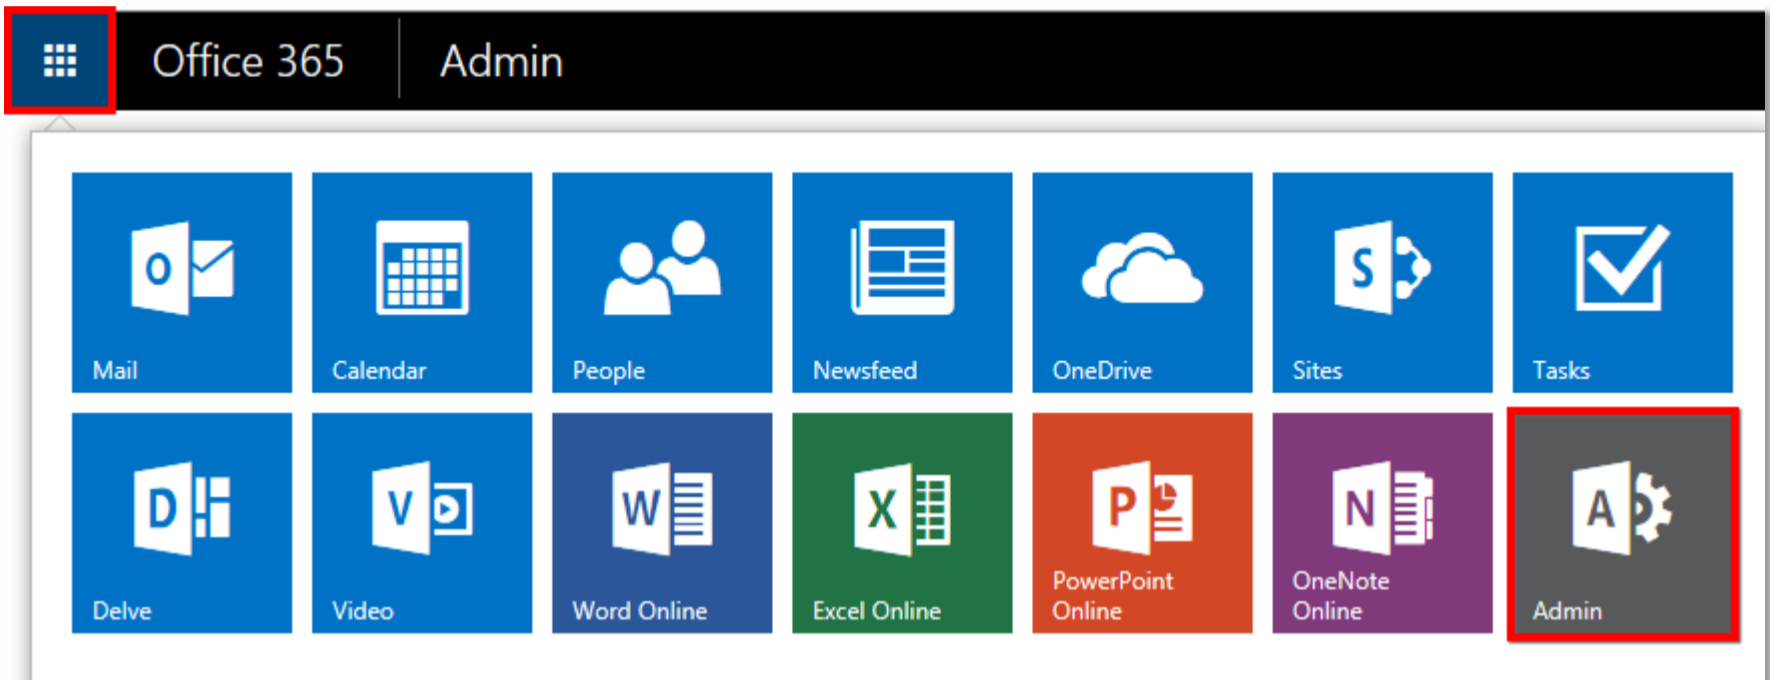 Office 365 Admin
O
S
Mail Calendar People Newsfeed OneDrive Sites Tasks
D V W X P N A
PowerPoint OneNote
Delve Video Word Online Excel Online Online Online Admin